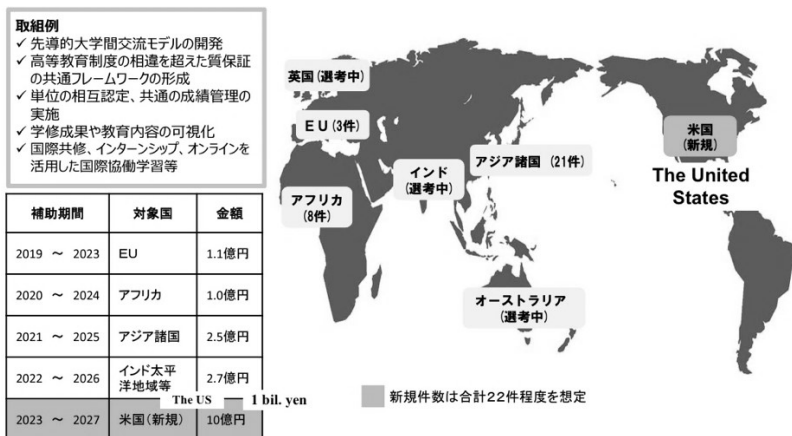 取組例
✓ 先導的大学間交流モデルの開発
✓ 高等教育制度の相違を超えた質保証
の共通フレームワークの形成
✓ 単位の相互認定、共通の成績管理の
実施
✓ 学修成果や教育内容の可視化
✓ 国際共修、インターンシップ、オンラインを
活用した国際協働学習等
補助期間 対象国 金額
2019 ～ 2023 EU 1.1億円
2020 ～ 2024 アフリカ 1.0億円
2021 ～ 2025 アジア諸国 2.5億円
2022 ～ 2026 インド太平洋地域等 2.7億円
The US 1 bil. yen
2023 ～ 2027 米国(新規) 10億円
英国(選考中)
EU(3件)
アフリカ
(8件)
インド
(選考中)
アジア諸国 (21件)
オーストラリア
(選考中)
米国
(新規)
The United
States
新規件数は合計22件程度を想定